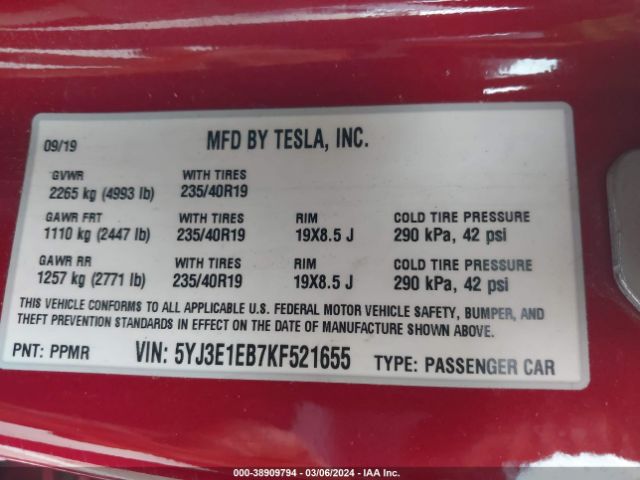 09/19 MFD BY TESLA, INC.
GVWR WITH TIRES
2265 kg (4993 lb) 235/40R19
GAWR FRT WITH TIRES RIM COLD TIRE PRESSURE
1110 kg (2447 lb) 235/40R19 19X8.5 J 290 kPa, 42 psi
GAWR RR WITH TIRES RIM COLD TIRE PRESSURE
1257 kg (2771 lb) 235/40R19 19X8.5 J 290 kPa, 42 psi
THIS VEHICLE CONFORMS TO ALL APPLICABLE U.S. FEDERAL MOTOR VEHICLE SAFETY, BUMPER, AND
THEFT PREVENTION STANDARDS IN EFFECT ON THE DATE OF MANUFACTURE SHOWN ABOVE.
PNT: PPMR VIN: 5YJ3E1EB7KF521655 TYPE: PASSENGER CAR
000-38909794 — 03/06/2024 — IAA Inc.